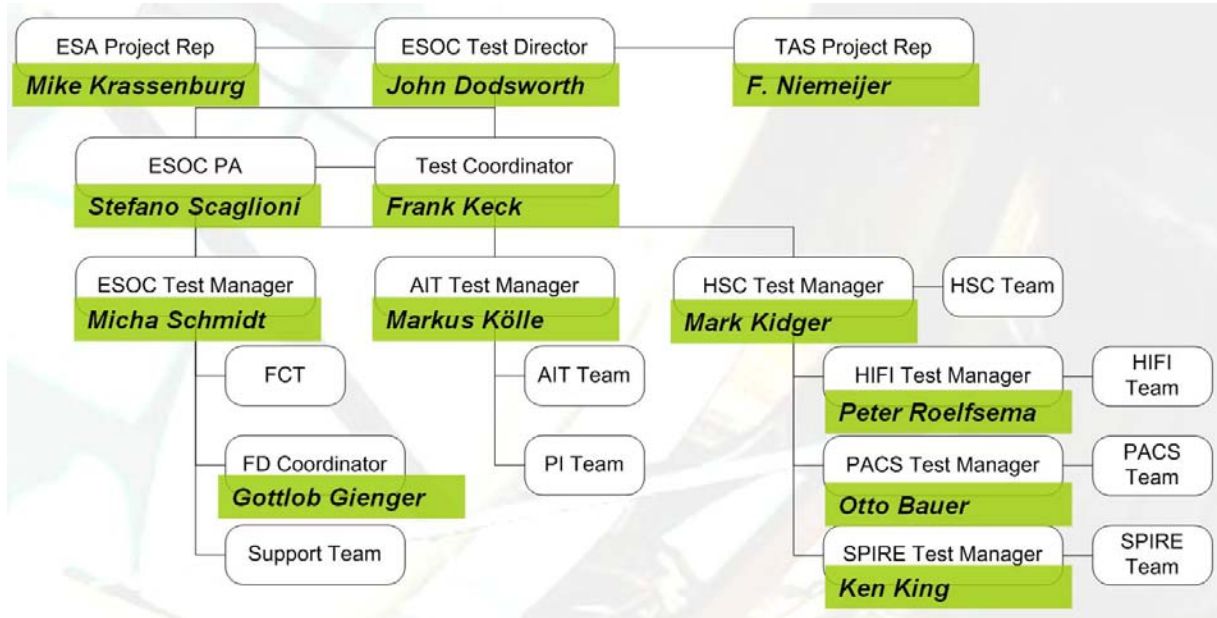 ESA Project Rep
Mike Krassenburg
ESOC Test Director
John Dodsworth
TAS Project Rep
F. Niemeijer
ESOC PA
Stefano Scaglioni
Test Coordinator
Frank Keck
ESOC Test Manager
Micha Schmidt
AIT Test Manager
Markus Kölle
HSC Test Manager
Mark Kidger
HSC Team
FCT
AIT Team
HIFI Test Manager
Peter Roelfsema
HIFI
Team
FD Coordinator
Gottlob Gienger
PI Team
PACS Test Manager
Otto Bauer
PACS
Team
Support Team
SPIRE Test Manager
Ken King
SPIRE
Team